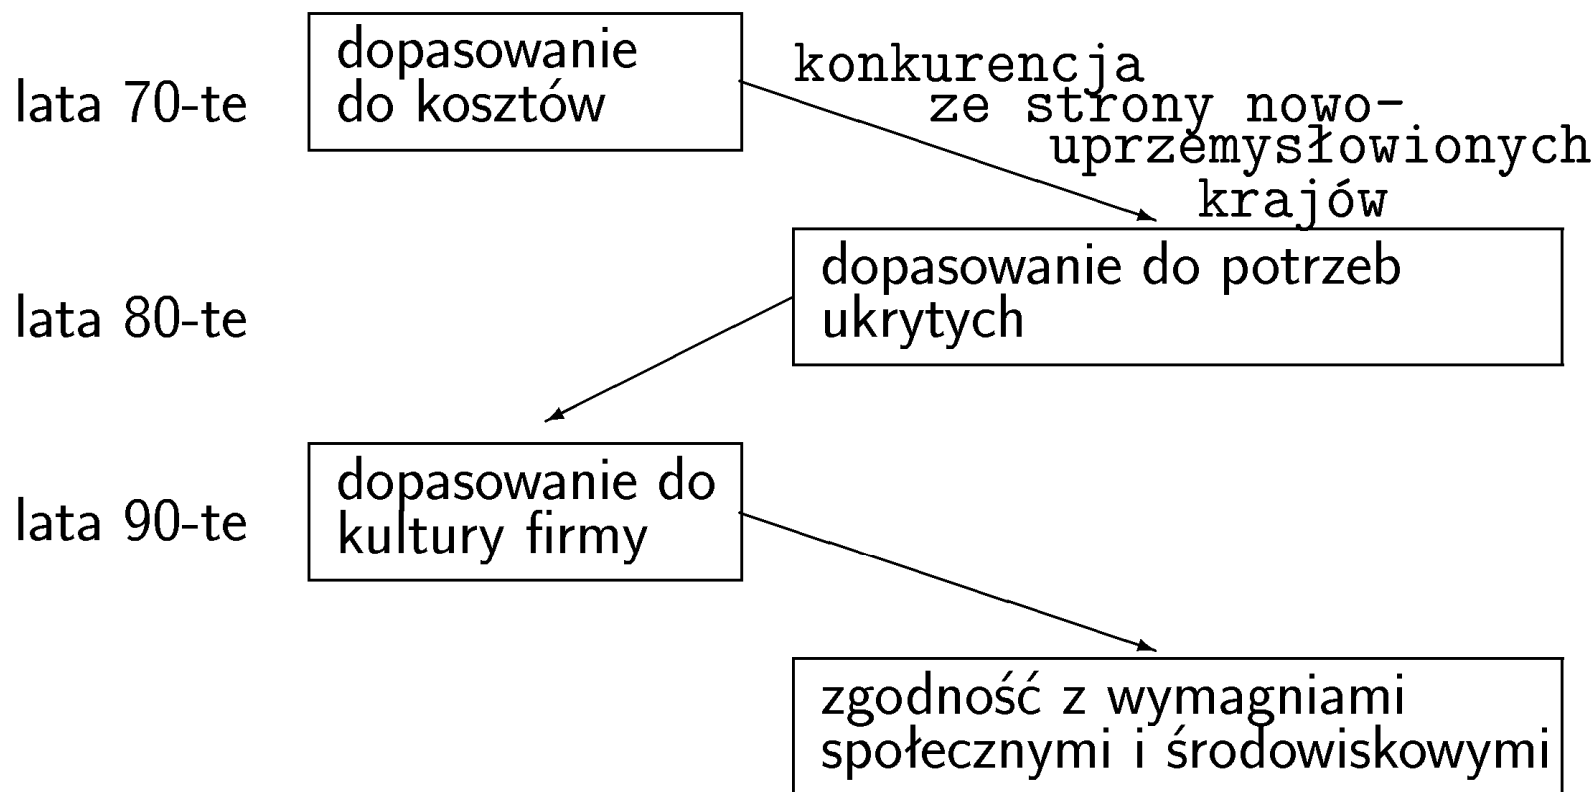 dopasowanie
do kosztów
lata 70-te
konkurencja
ze strony nowo-
uprzemysłowionych
krajów
dopasowanie do potrzeb
ukrytych
lata 80-te
dopasowanie do
kultury firmy
lata 90-te
zgodność z wymagniami
społecznymi i środowiskowymi